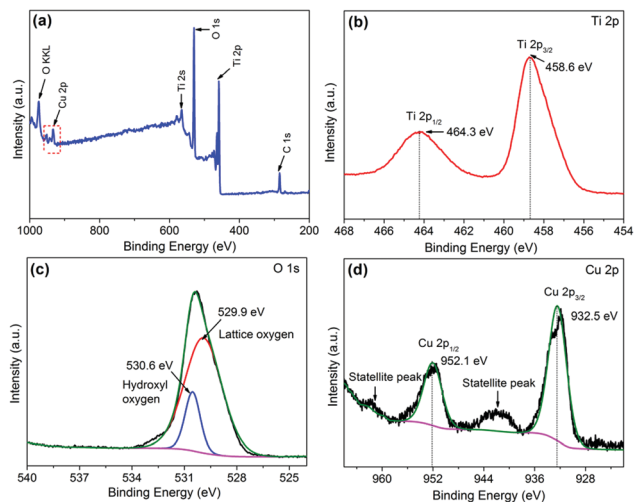 (a)
O KKL
Cu 2p
Ti 2s
O 1s
Ti 2p
C 1s
Intensity (a.u.)
1000 800 600 400 200
Binding Energy (eV)
(b)
Ti 2p
Ti 2p3/2
458.6 eV
Ti 2p1/2
464.3 eV
Intensity (a.u.)
468 466 464 462 460 458 456 454
Binding Energy (eV)
(c)
O 1s
529.9 eV
Lattice oxygen
530.6 eV
Hydroxyl
oxygen
Intensity (a.u.)
540 537 534 531 528 525
Binding Energy (eV)
(d)
Cu 2p
Cu 2p3/2
932.5 eV
Cu 2p1/2
952.1 eV
Statellite peak
Statellite peak
Intensity (a.u.)
960 952 944 936 928
Binding Energy (eV)